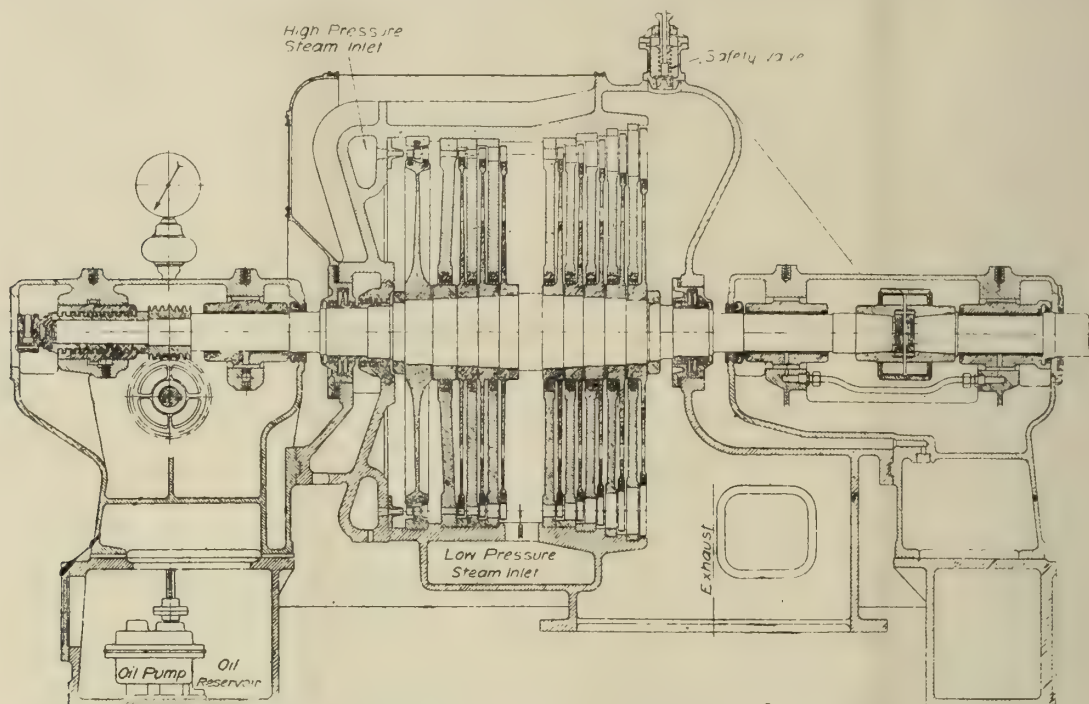 High Pressure
Steam Inlet
Safety Valve
Low Pressure
Steam Inlet
Exhaust
Oil Pump
Oil
Reservoir